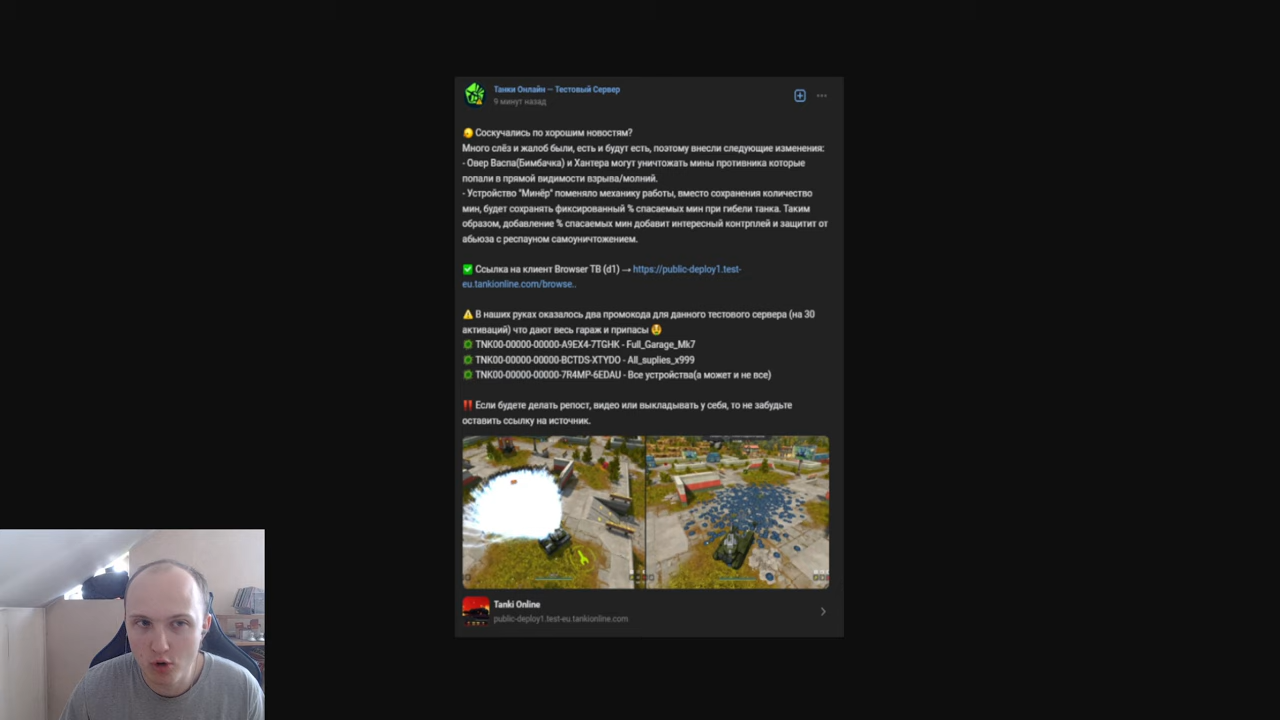 Танки Онлайн — Тестовый Сервер
9 минут назад
Соскучались по хорошим новостям?
Много слёз и жалоб были, есть и будут есть, поэтому внесли следующие изменения:
- Овер Васпа(Бимбачка) и Хантера могут уничтожать мины противника которые
попали в прямой видимости взрыва/молний.
- Устройство "Минёр" поменяло механику работы, вместо сохранения количество
мин, будет сохранять фиксированный % спасаемых мин при гибели танка. Таким
образом, добавление % спасаемых мин добавит интересный контрплей и защитит от
абьюза с респауном самоуничтожением.
Ссылка на клиент Browser ТВ (d1) → https://public-deploy1.test-
eu.tankionline.com/browse..
В наших руках оказалось два промокода для данного тестового сервера (на 30
активаций) что дают весь гараж и припасы
TNK00-00000-00000-A9EX4-7TGHK - Full_Garage_Mk7
TNK00-00000-00000-BCTDS-XTYDO - All_suplies_x999
TNK00-00000-00000-7R4MP-6EDAU - Все устройства(а может и не все)
Если будете делать репост, видео или выкладывать у себя, то не забудьте
оставить ссылку на источник.
Tanki Online
public-deploy1.test-eu.tankionline.com